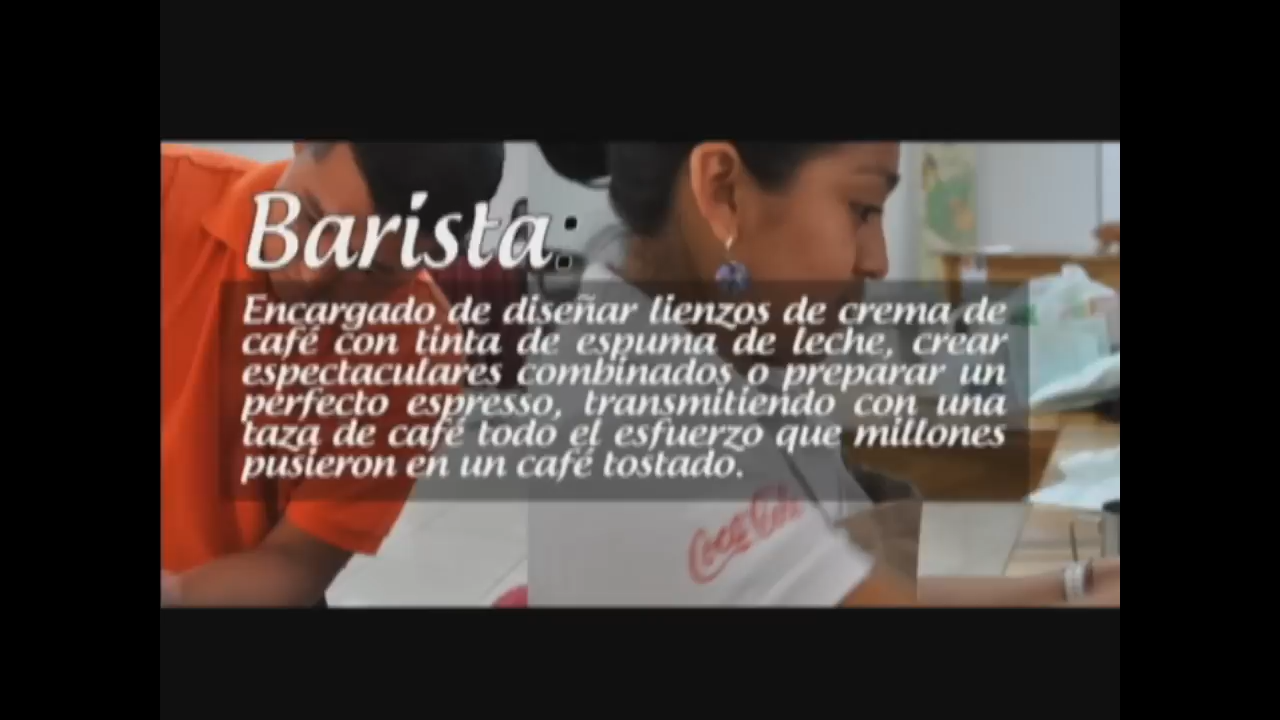 Barista:
Encargado de diseñar lienzos de crema de
café con tinta de espuma de leche, crear
espectaculares combinados o preparar un
perfecto espresso, transmitiendo con una
taza de café todo el esfuerzo que millones
pusieron en un café tostado.
Coca-Cola